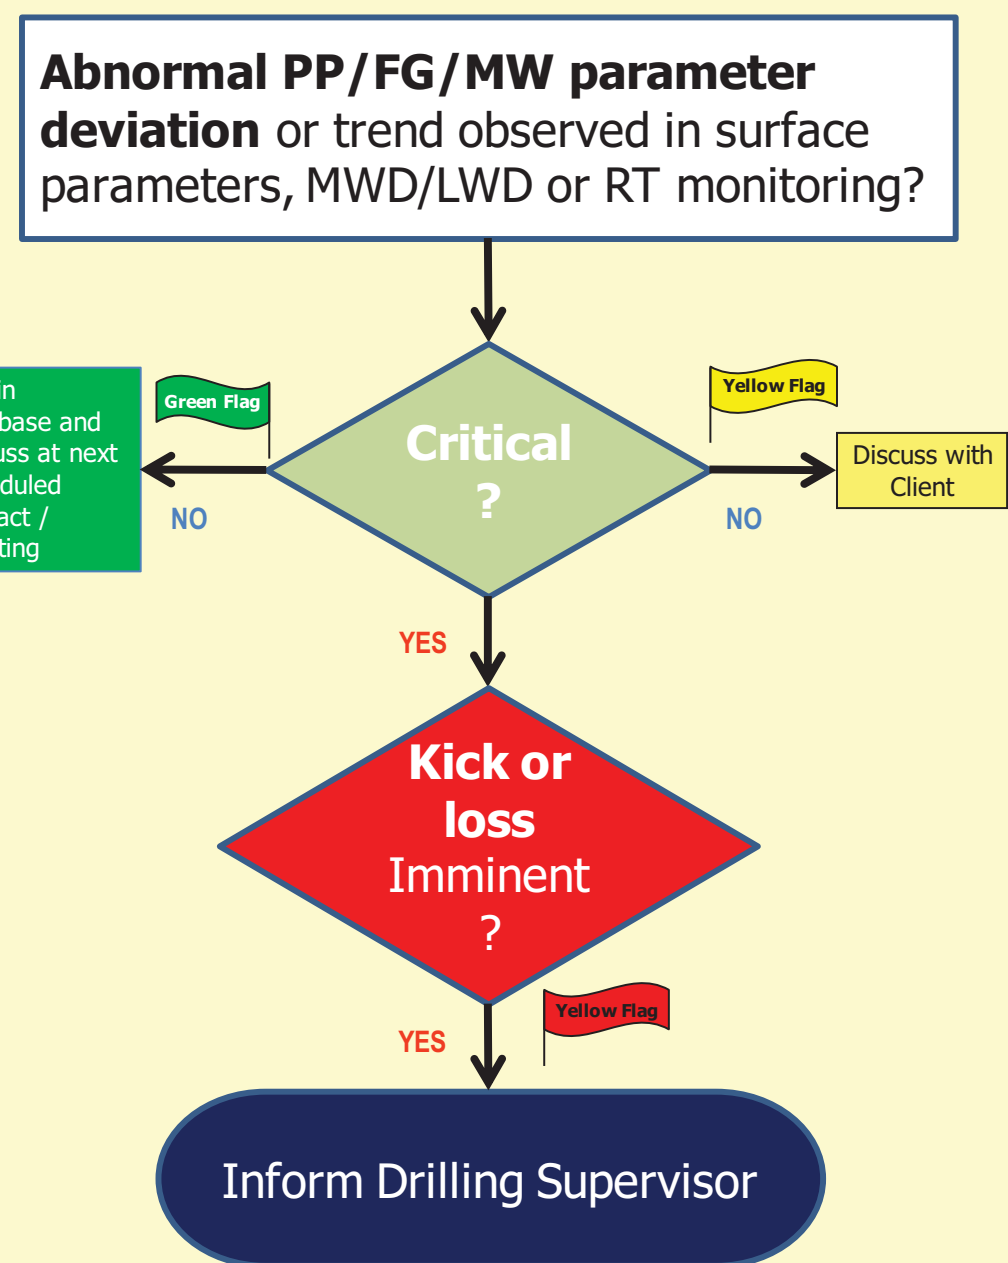 Abnormal PP/FG/MW parameter
deviation or trend observed in surface
parameters, MWD/LWD or RT monitoring?
Green Flag
Yellow Flag
in
base and
uss at next
duled
act /
ting
Critical
?
Discuss with
Client
NO
NO
YES
Kick or
loss
Imminent
?
Yellow Flag
YES
Inform Drilling Supervisor